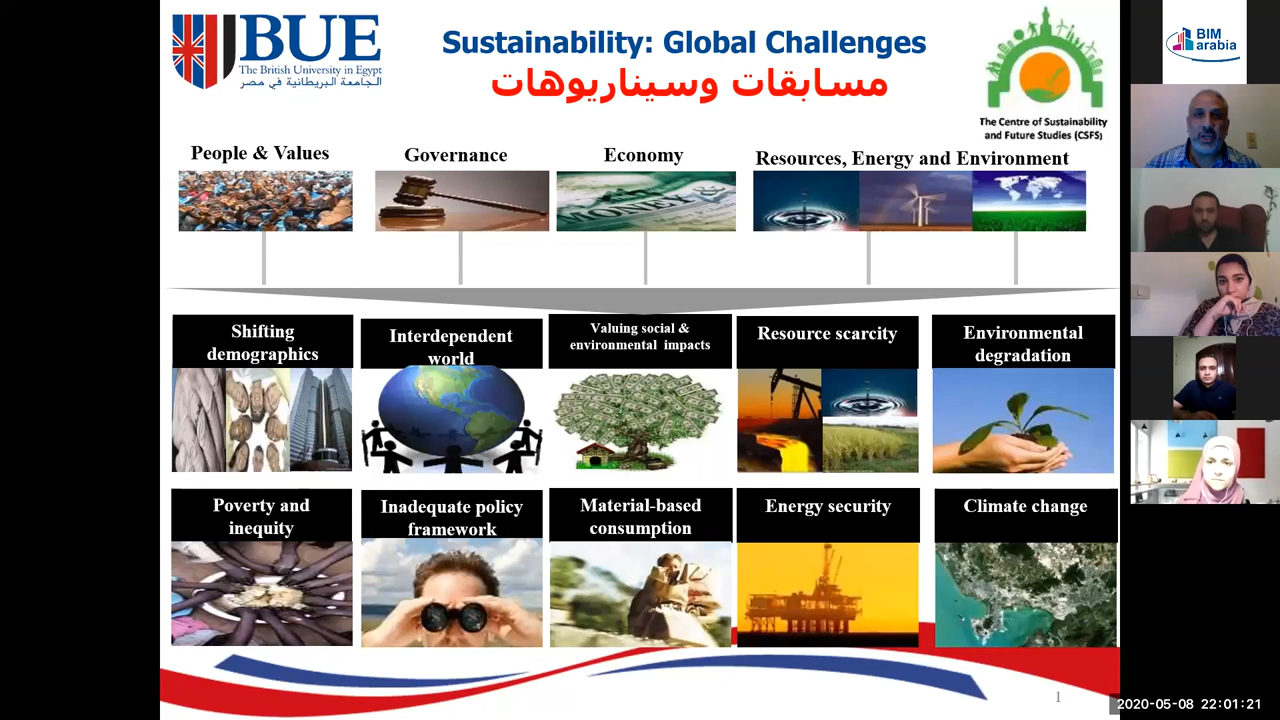 BUE
The British University in Egypt
الجامعة البريطانية في مصر
Sustainability: Global Challenges
مسابقات وسيناريوهات
The Centre of Sustainability
and Future Studies (CSFS)
BIM
arabia
People & Values
Governance
Economy
Resources, Energy and Environment
MONEY
Shifting
demographics
Interdependent
world
Valuing social &
environmental impacts
Resource scarcity
Environmental
degradation
Poverty and
inequity
Inadequate policy
framework
Material-based
consumption
Energy security
Climate change
1
2020-05-08 22:01:21